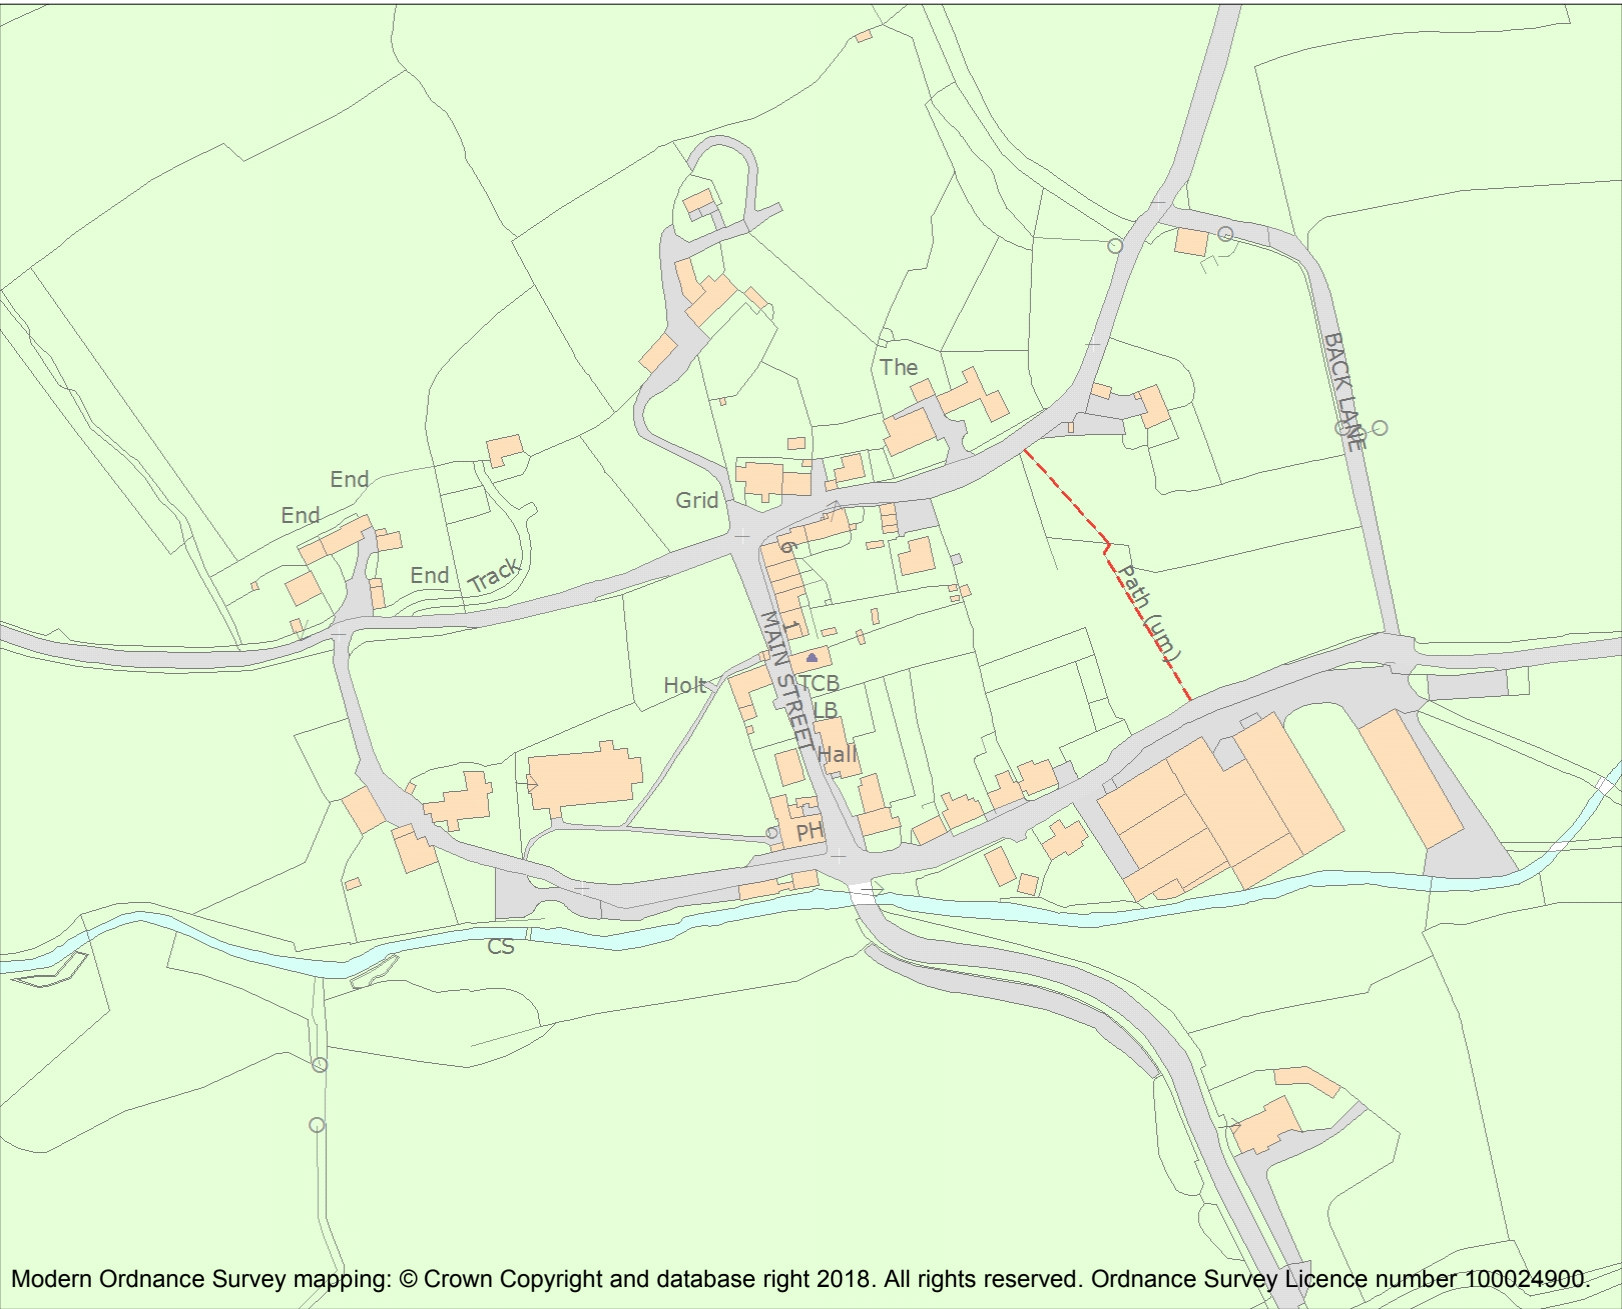 The
BACK LANE
End
End
Grid
End
Track
6
Path (um)
1
MAIN STREET
Holt
TCB
LB
Hall
PH
CS
Modern Ordnance Survey mapping: © Crown Copyright and database right 2018. All rights reserved. Ordnance Survey Licence number 100024900.